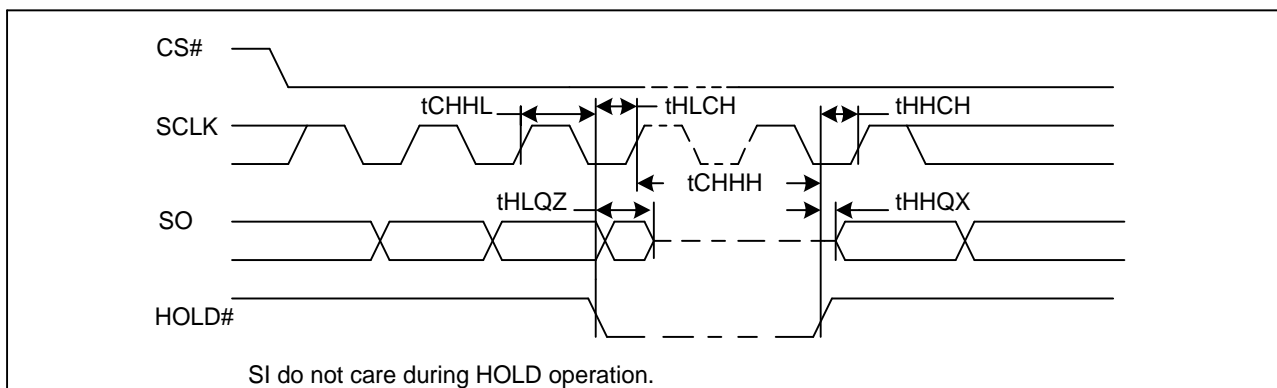 CS#
tCHHL
tHLCH
tHHCH
SCLK
tCHHH
tHLQZ
tHHQX
SO
HOLD#
SI do not care during HOLD operation.